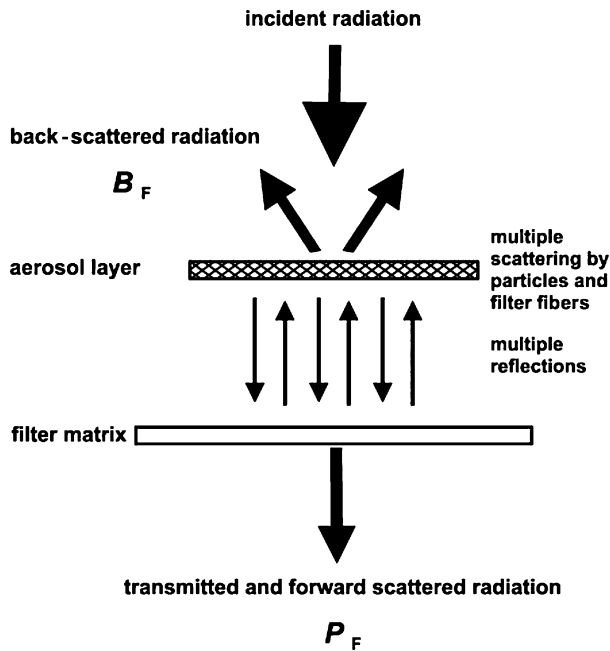 incident radiation
back-scattered radiation
B F
aerosol layer
multiple
scattering by
particles and
filter fibers
multiple
reflections
filter matrix
transmitted and forward scattered radiation
P F